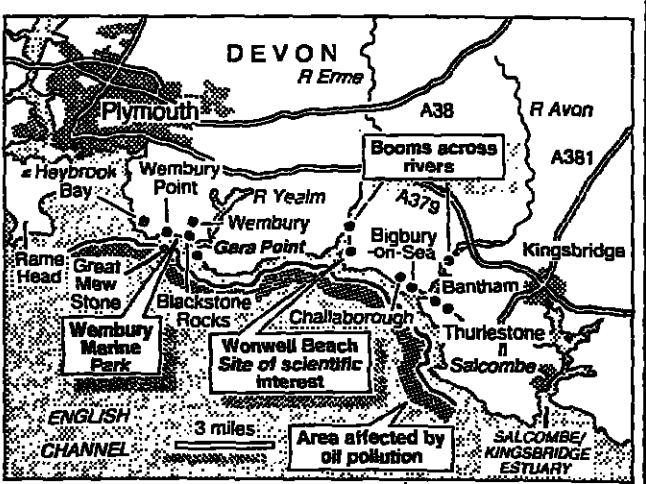 DEVON
R Erme
Plymouth
A38
R Avon
Booms across
rivers
A381
Heybrook
Bay
Wembury
Point
R Yealm
A379
Wembury
Bigbury
-on-Sea
Gara Point
Kingsbridge
Rame
Head
Great
Mew
Stone
Bantham
Blackstone
Rocks
Challaborough
Wembury
Marine
Park
Wonwell Beach
Site of scientific
interest
Thurlestone
Salcombe
ENGLISH
CHANNEL
3 miles
Area affected by
oil pollution
SALCOMBE/
KINGSBRIDGE
ESTUARY